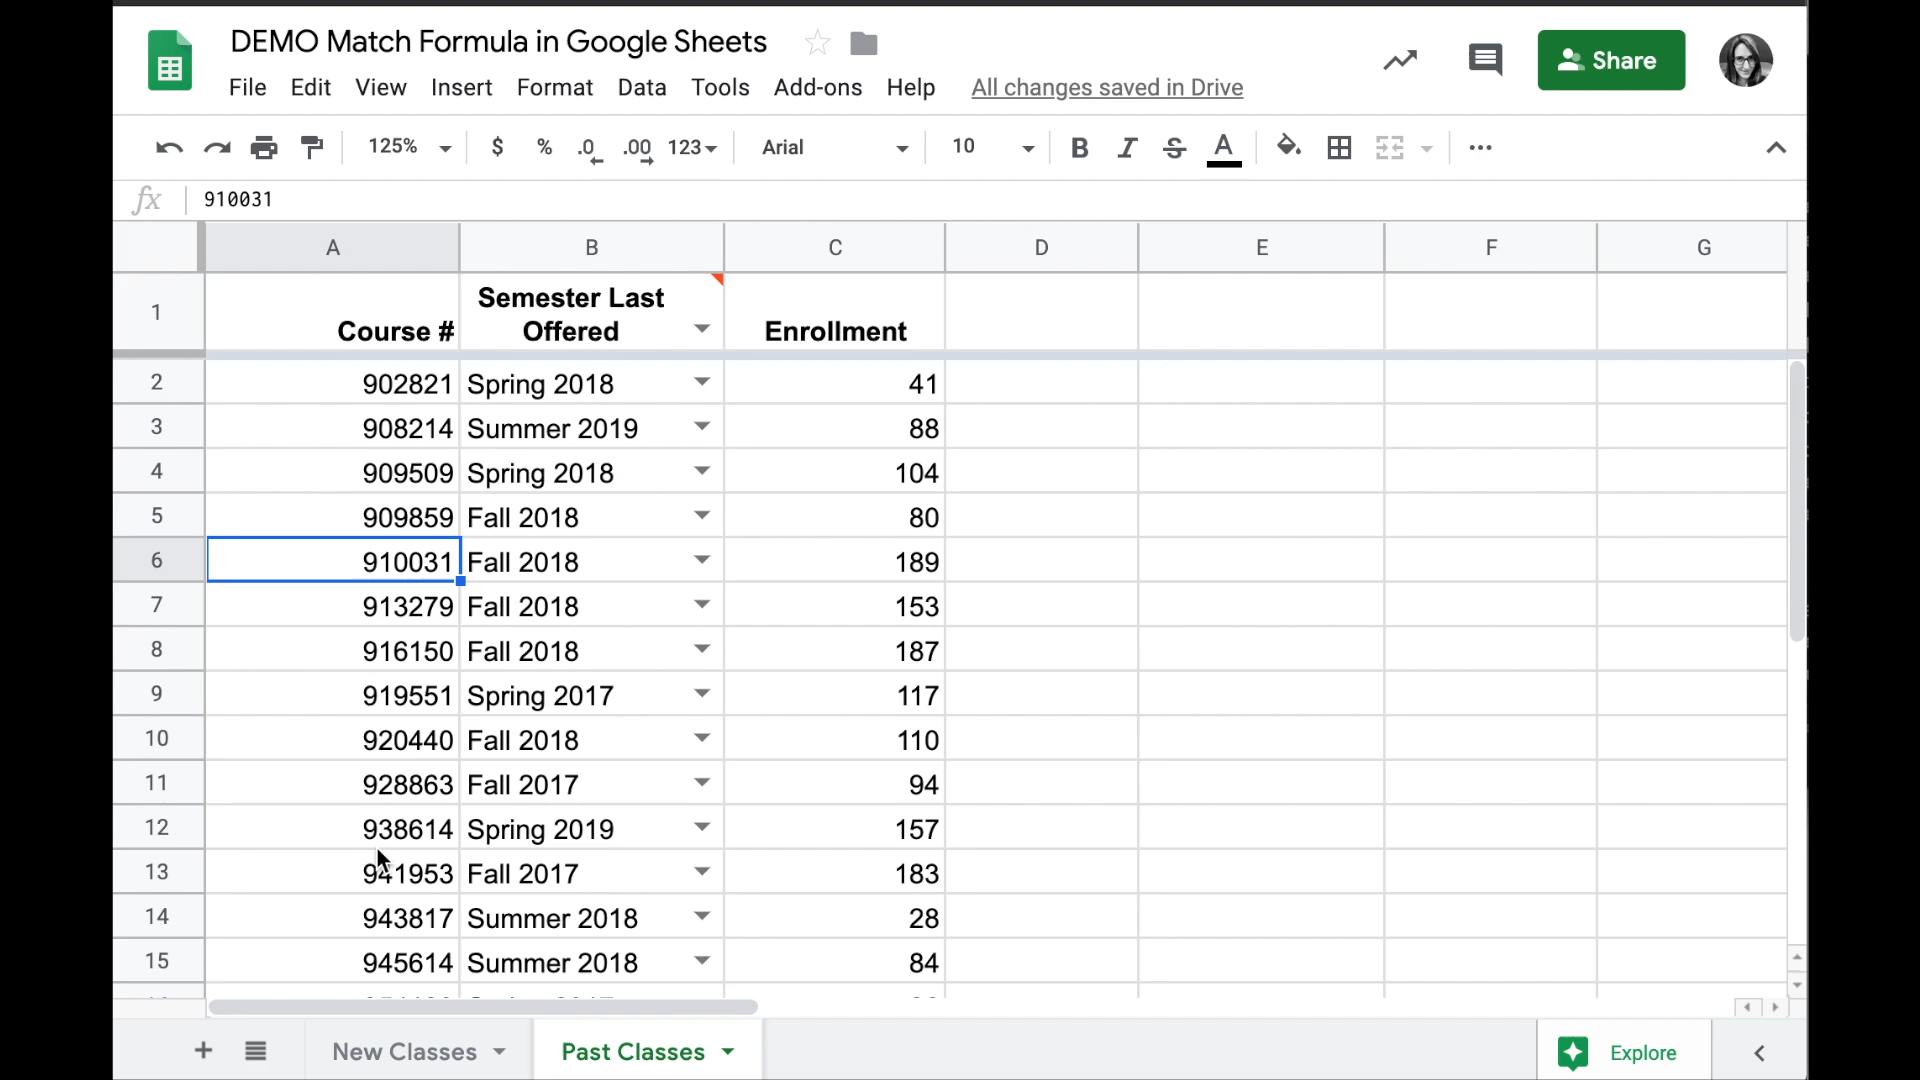 DEMO Match Formula in Google Sheets
File Edit View Insert Format Data Tools Add-ons Help All changes saved in Drive
Share
125% $ % .0 .00 123 Arial 10 B I S A
fx 910031
A B C D E F G
1 Course # Semester Last Offered Enrollment
2 902821 Spring 2018 41
3 908214 Summer 2019 88
4 909509 Spring 2018 104
5 909859 Fall 2018 80
6 910031 Fall 2018 189
7 913279 Fall 2018 153
8 916150 Fall 2018 187
9 919551 Spring 2017 117
10 920440 Fall 2018 110
11 928863 Fall 2017 94
12 938614 Spring 2019 157
13 941953 Fall 2017 183
14 943817 Summer 2018 28
15 945614 Summer 2018 84
New Classes Past Classes Explore